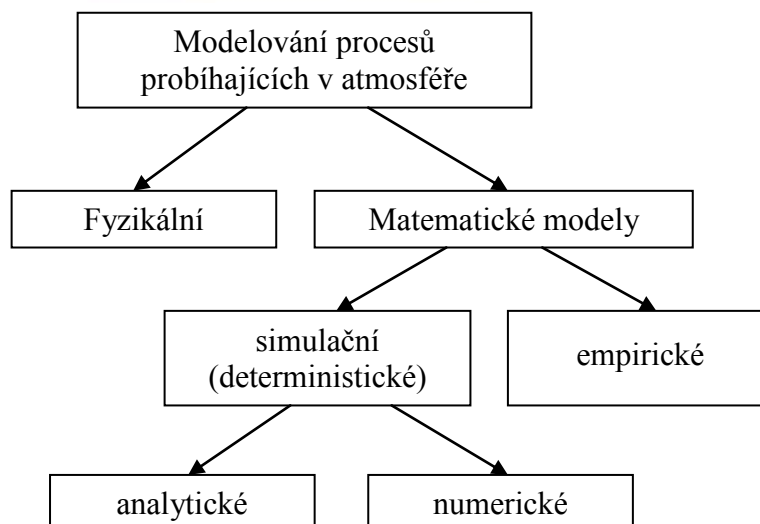 Modelování procesů
probíhajících v atmosféře
Fyzikální
Matematické modely
simulační
(deterministické)
empirické
analytické
numerické